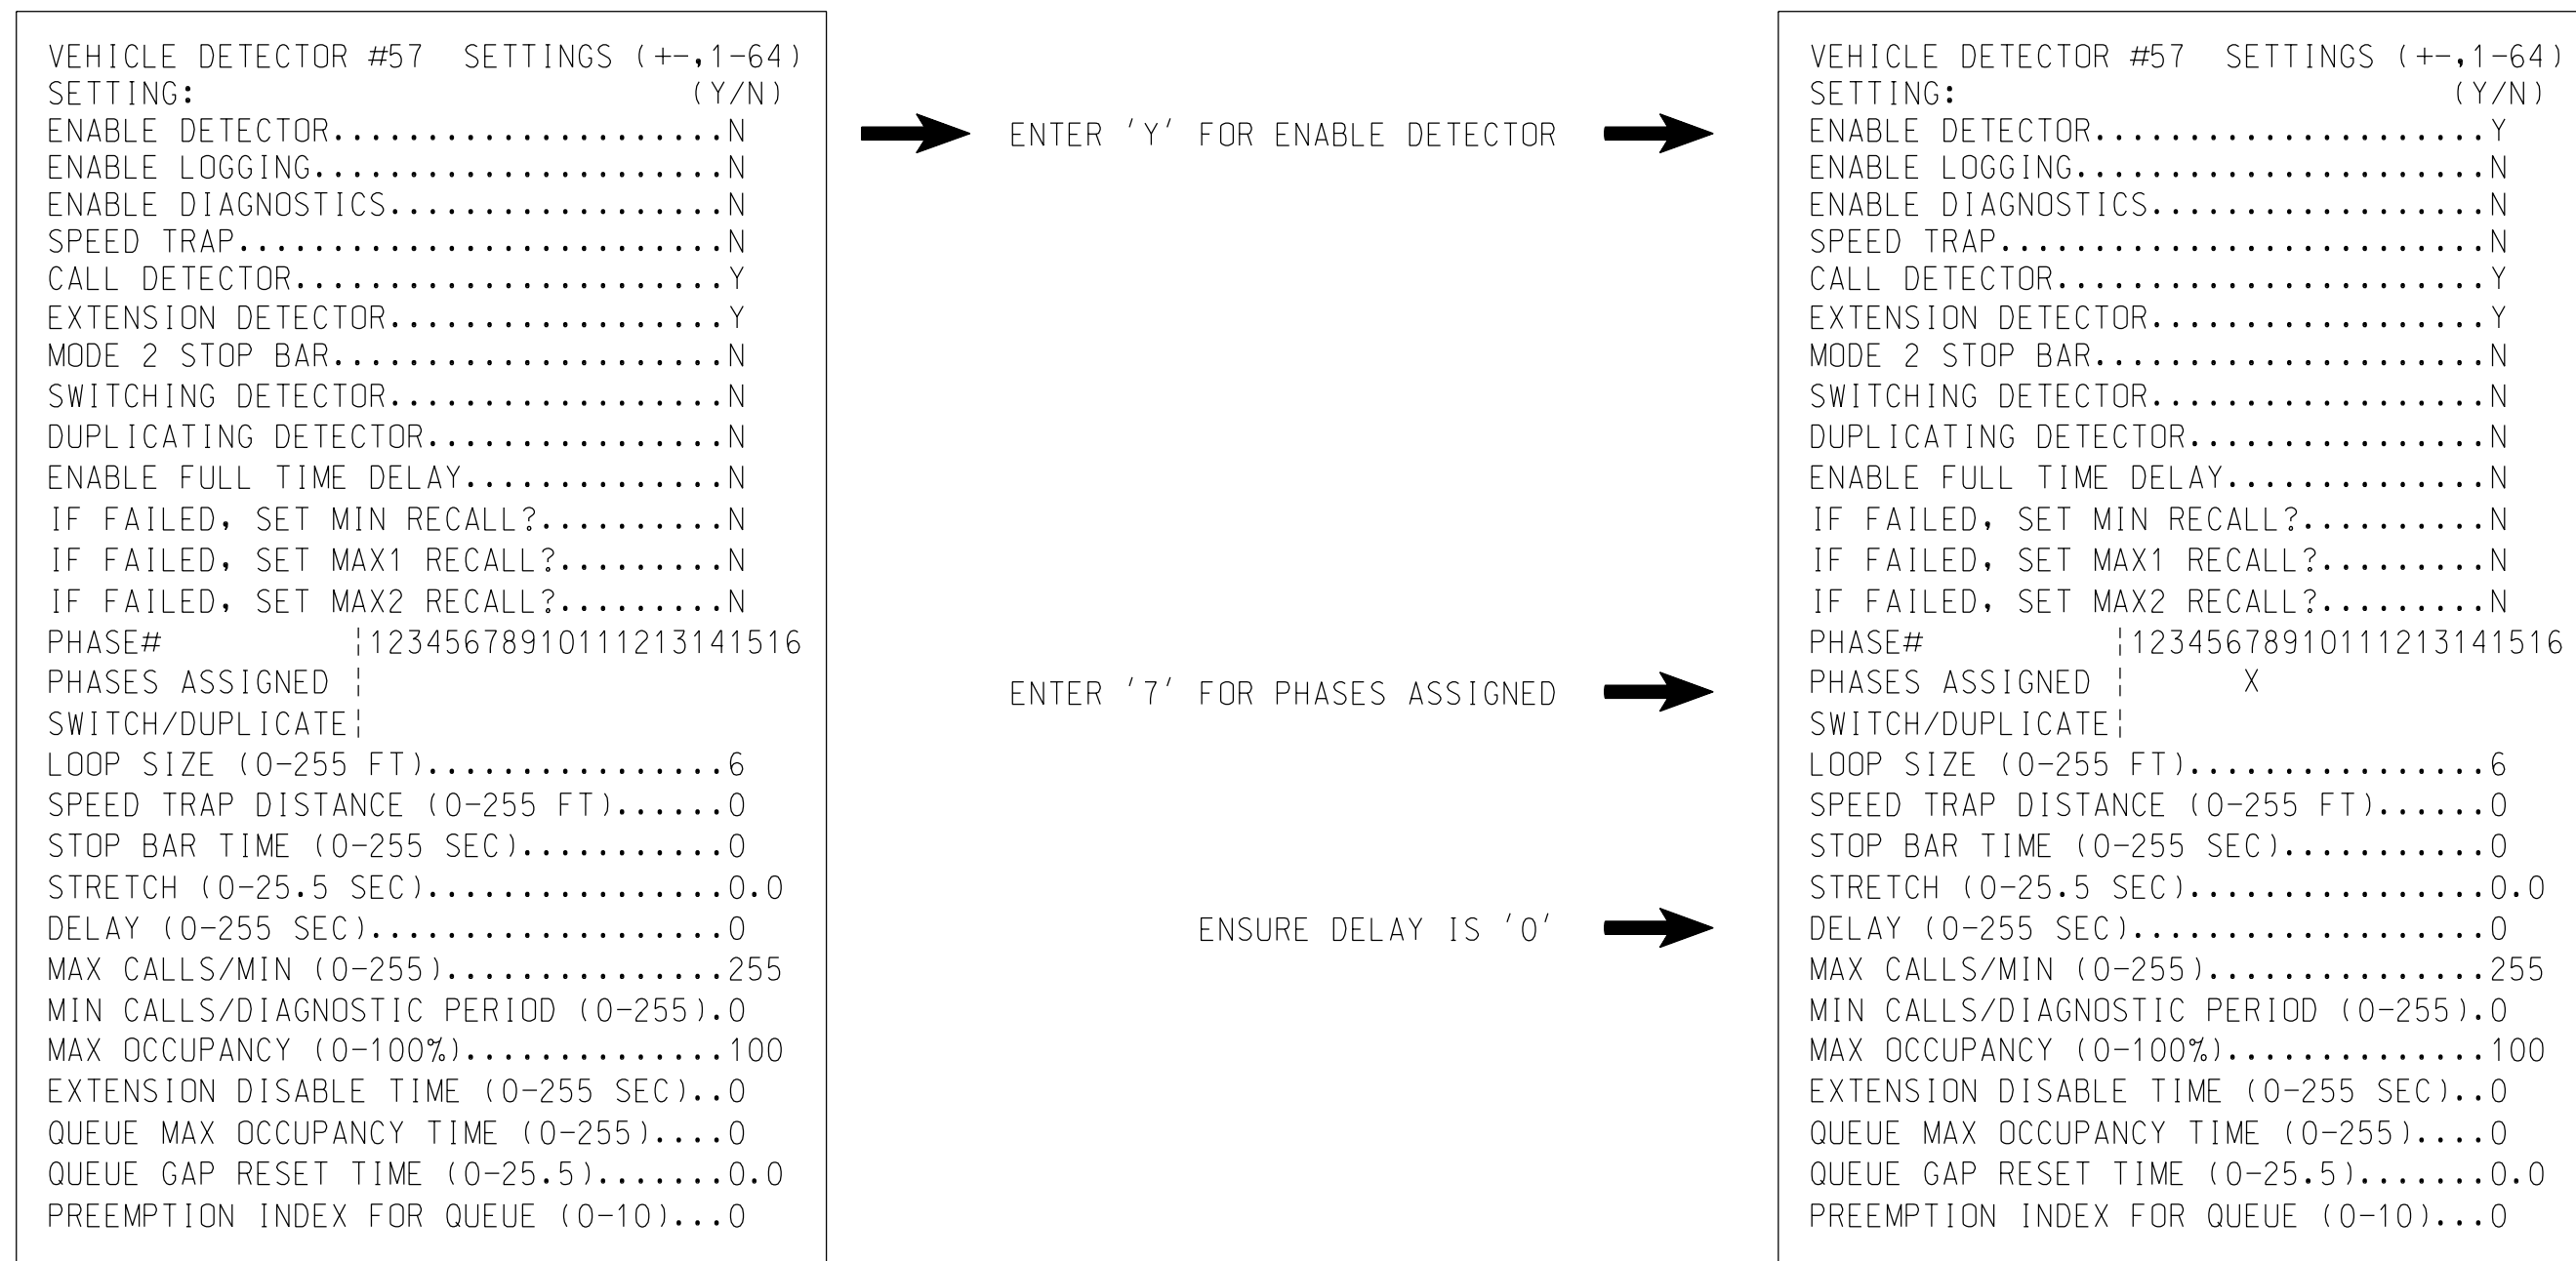 VEHICLE DETECTOR #57  SETTINGS (+-,1-64)
SETTING:                          (Y/N)
ENABLE DETECTOR.....................N
ENABLE LOGGING......................N
ENABLE DIAGNOSTICS..................N
SPEED TRAP..........................N
CALL DETECTOR.......................Y
EXTENSION DETECTOR..................Y
MODE 2 STOP BAR.....................N
SWITCHING DETECTOR..................N
DUPLICATING DETECTOR................N
ENABLE FULL TIME DELAY..............N
IF FAILED, SET MIN RECALL?..........N
IF FAILED, SET MAX1 RECALL?.........N
IF FAILED, SET MAX2 RECALL?.........N
PHASE#          ¦12345678910111213141516
PHASES ASSIGNED ¦
SWITCH/DUPLICATE¦
LOOP SIZE (0-255 FT)................6
SPEED TRAP DISTANCE (0-255 FT)......0
STOP BAR TIME (0-255 SEC)...........0
STRETCH (0-25.5 SEC)................0.0
DELAY (0-255 SEC)...................0
MAX CALLS/MIN (0-255)...............255
MIN CALLS/DIAGNOSTIC PERIOD (0-255).0
MAX OCCUPANCY (0-100%)..............100
EXTENSION DISABLE TIME (0-255 SEC)..0
QUEUE MAX OCCUPANCY TIME (0-255)....0
QUEUE GAP RESET TIME (0-25.5).......0.0
PREEMPTION INDEX FOR QUEUE (0-10)...0
ENTER 'Y' FOR ENABLE DETECTOR
ENTER '7' FOR PHASES ASSIGNED
ENSURE DELAY IS '0'
VEHICLE DETECTOR #57  SETTINGS (+-,1-64)
SETTING:                          (Y/N)
ENABLE DETECTOR.....................Y
ENABLE LOGGING......................N
ENABLE DIAGNOSTICS..................N
SPEED TRAP..........................N
CALL DETECTOR.......................Y
EXTENSION DETECTOR..................Y
MODE 2 STOP BAR.....................N
SWITCHING DETECTOR..................N
DUPLICATING DETECTOR................N
ENABLE FULL TIME DELAY..............N
IF FAILED, SET MIN RECALL?..........N
IF FAILED, SET MAX1 RECALL?.........N
IF FAILED, SET MAX2 RECALL?.........N
PHASE#          ¦12345678910111213141516
PHASES ASSIGNED ¦      X
SWITCH/DUPLICATE¦
LOOP SIZE (0-255 FT)................6
SPEED TRAP DISTANCE (0-255 FT)......0
STOP BAR TIME (0-255 SEC)...........0
STRETCH (0-25.5 SEC)................0.0
DELAY (0-255 SEC)...................0
MAX CALLS/MIN (0-255)...............255
MIN CALLS/DIAGNOSTIC PERIOD (0-255).0
MAX OCCUPANCY (0-100%)..............100
EXTENSION DISABLE TIME (0-255 SEC)..0
QUEUE MAX OCCUPANCY TIME (0-255)....0
QUEUE GAP RESET TIME (0-25.5).......0.0
PREEMPTION INDEX FOR QUEUE (0-10)...0